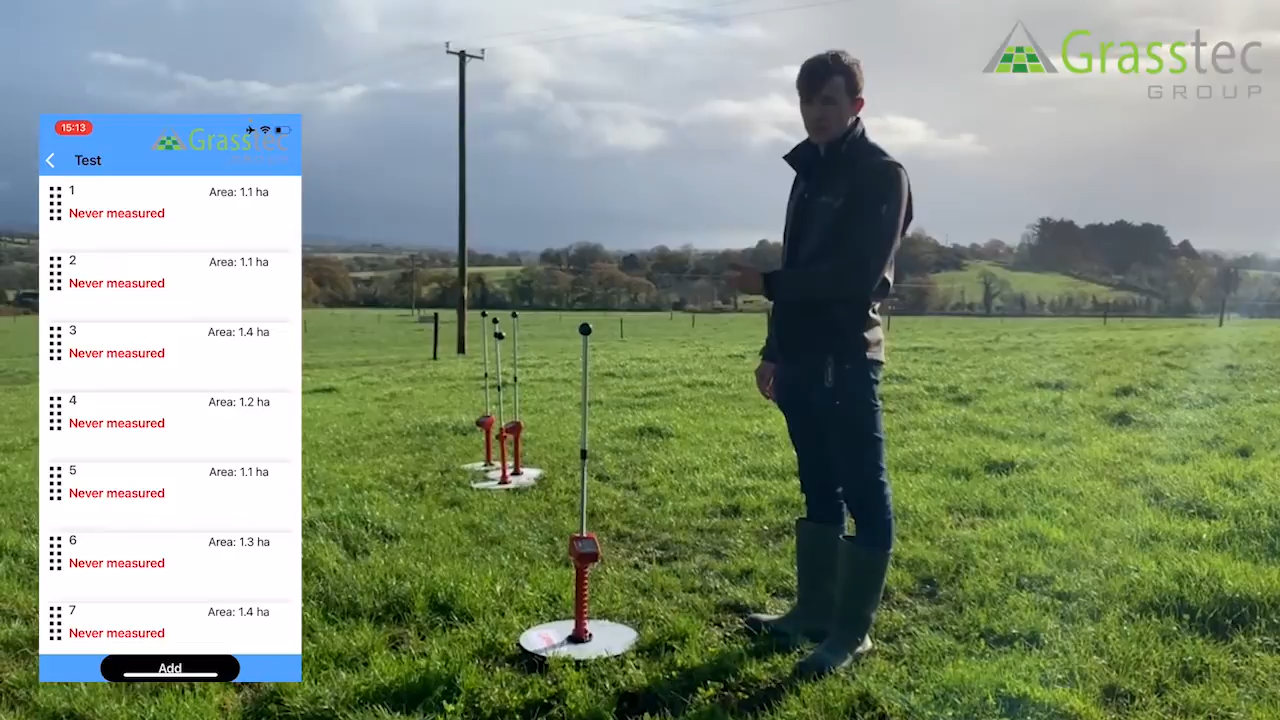 Grasstec
GROUP
15:13
Grasstec
Test
1
Area: 1.1 ha
Never measured
2
Area: 1.1 ha
Never measured
3
Area: 1.4 ha
Never measured
4
Area: 1.2 ha
Never measured
5
Area: 1.1 ha
Never measured
6
Area: 1.3 ha
Never measured
7
Area: 1.4 ha
Never measured
Add